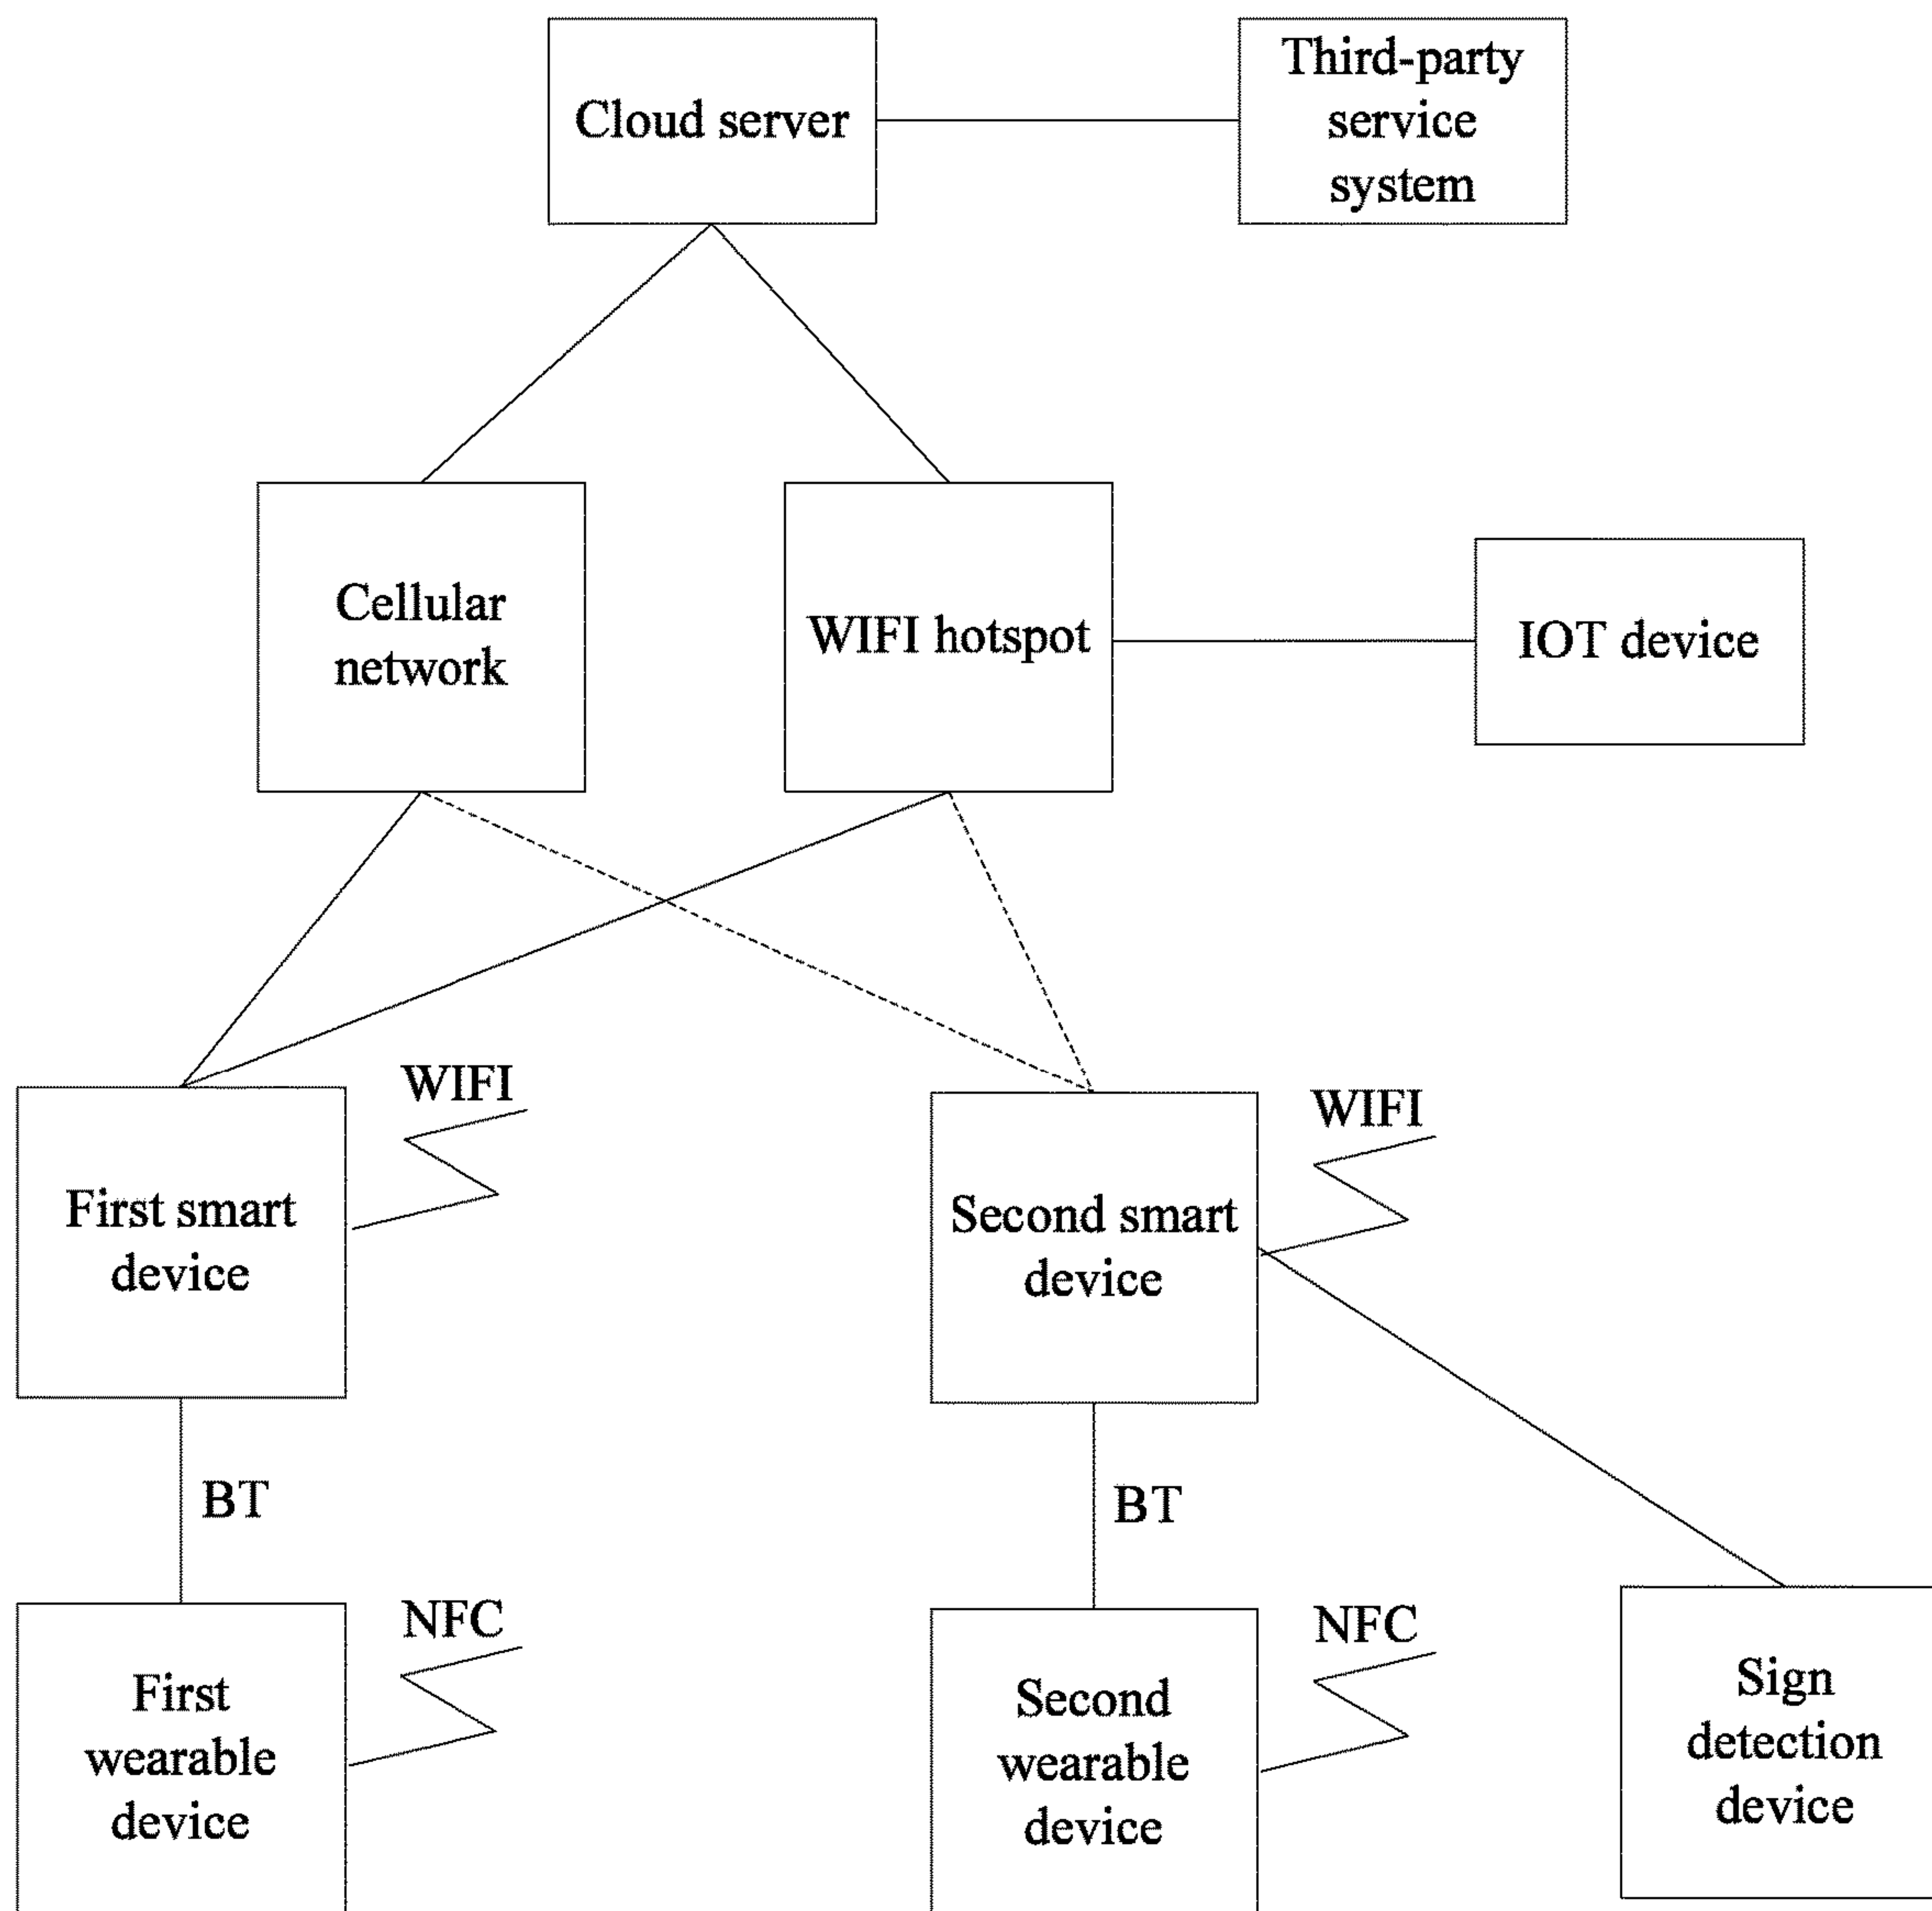 Cloud server
Third-party
service
system
Cellular
network
WIFI hotspot
IOT device
WIFI
First smart
device
WIFI
Second smart
device
BT
BT
NFC
First
wearable
device
NFC
Second
wearable
device
Sign
detection
device